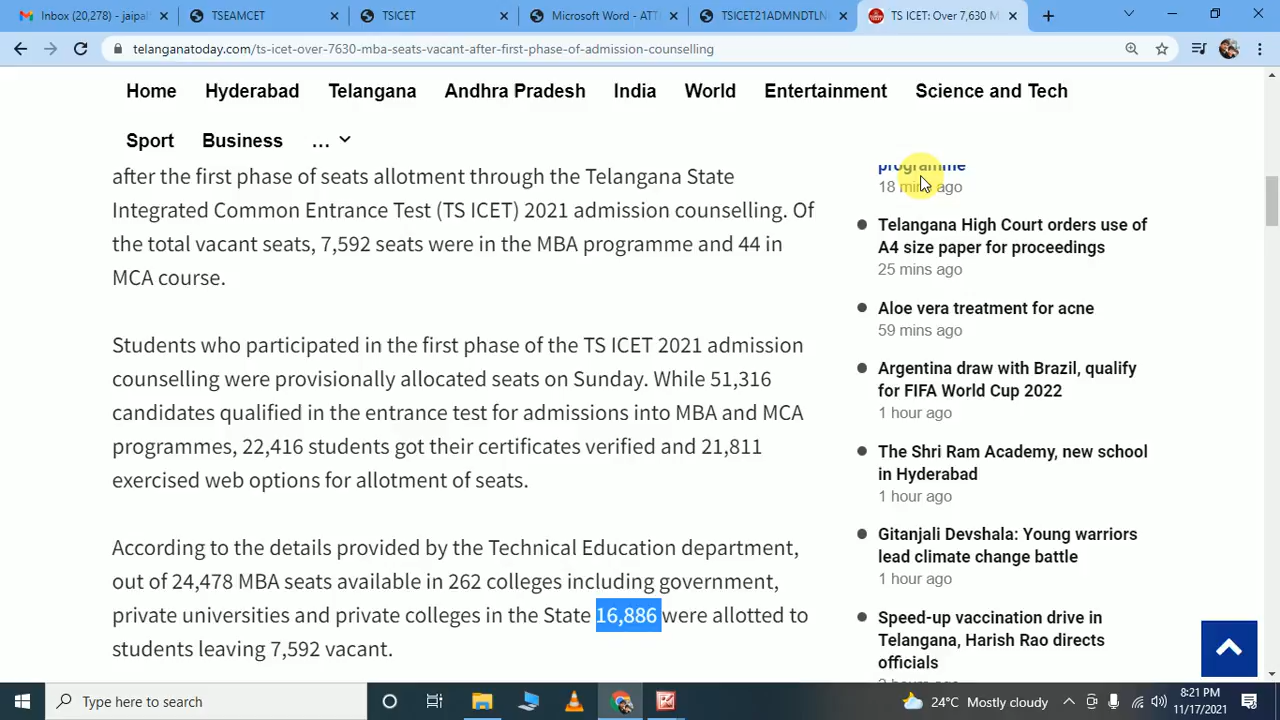 Inbox (20,278) - jaipal
TSEAMCET
TSICET
Microsoft Word - ATT
TSICET21ADMNDTLN
TS ICET: Over 7,630 M
telanganatoday.com/ts-icet-over-7630-mba-seats-vacant-after-first-phase-of-admission-counselling
Home Hyderabad Telangana Andhra Pradesh India World Entertainment Science and Tech
Sport Business ...
after the first phase of seats allotment through the Telangana State
Integrated Common Entrance Test (TS ICET) 2021 admission counselling. Of
the total vacant seats, 7,592 seats were in the MBA programme and 44 in
MCA course.
Students who participated in the first phase of the TS ICET 2021 admission
counselling were provisionally allocated seats on Sunday. While 51,316
candidates qualified in the entrance test for admissions into MBA and MCA
programmes, 22,416 students got their certificates verified and 21,811
exercised web options for allotment of seats.
According to the details provided by the Technical Education department,
out of 24,478 MBA seats available in 262 colleges including government,
private universities and private colleges in the State 16,886 were allotted to
students leaving 7,592 vacant.
programme
18 mins ago
Telangana High Court orders use of
A4 size paper for proceedings
25 mins ago
Aloe vera treatment for acne
59 mins ago
Argentina draw with Brazil, qualify
for FIFA World Cup 2022
1 hour ago
The Shri Ram Academy, new school
in Hyderabad
1 hour ago
Gitanjali Devshala: Young warriors
lead climate change battle
1 hour ago
Speed-up vaccination drive in
Telangana, Harish Rao directs
officials
Type here to search
24°C Mostly cloudy
8:21 PM
11/17/2021